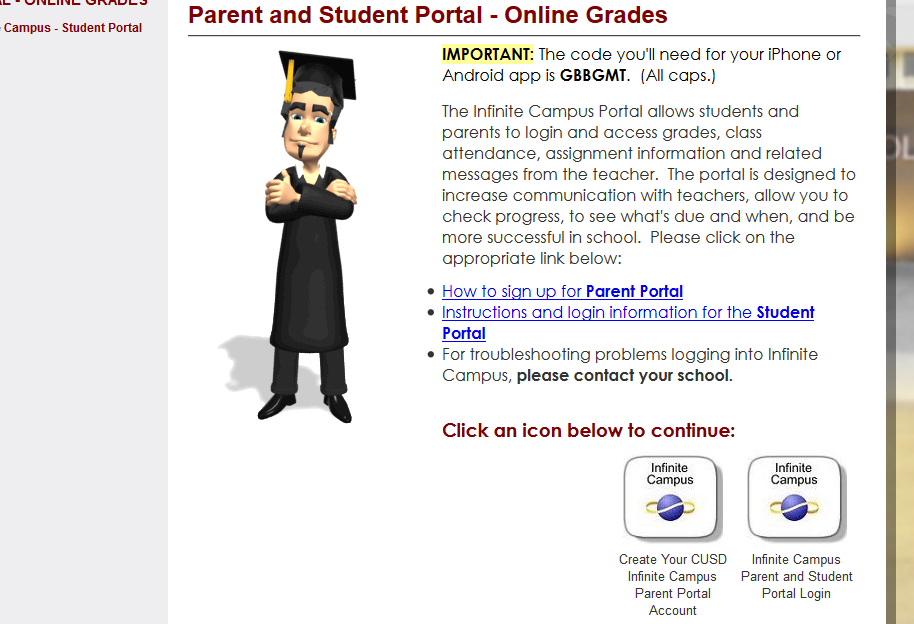 - ONLINE GRADES
Campus - Student Portal
Parent and Student Portal - Online Grades
IMPORTANT: The code you'll need for your iPhone or
Android app is GBBGMT. (All caps.)
The Infinite Campus Portal allows students and
parents to login and access grades, class
attendance, assignment information and related
messages from the teacher. The portal is designed to
increase communication with teachers, allow you to
check progress, to see what's due and when, and be
more successful in school. Please click on the
appropriate link below:
• How to sign up for Parent Portal
• Instructions and login information for the Student
Portal
• For troubleshooting problems logging into Infinite
Campus, please contact your school.
Click an icon below to continue:
Infinite
Campus
Infinite
Campus
Create Your CUSD
Infinite Campus
Parent Portal
Account
Infinite Campus
Parent and Student
Portal Login